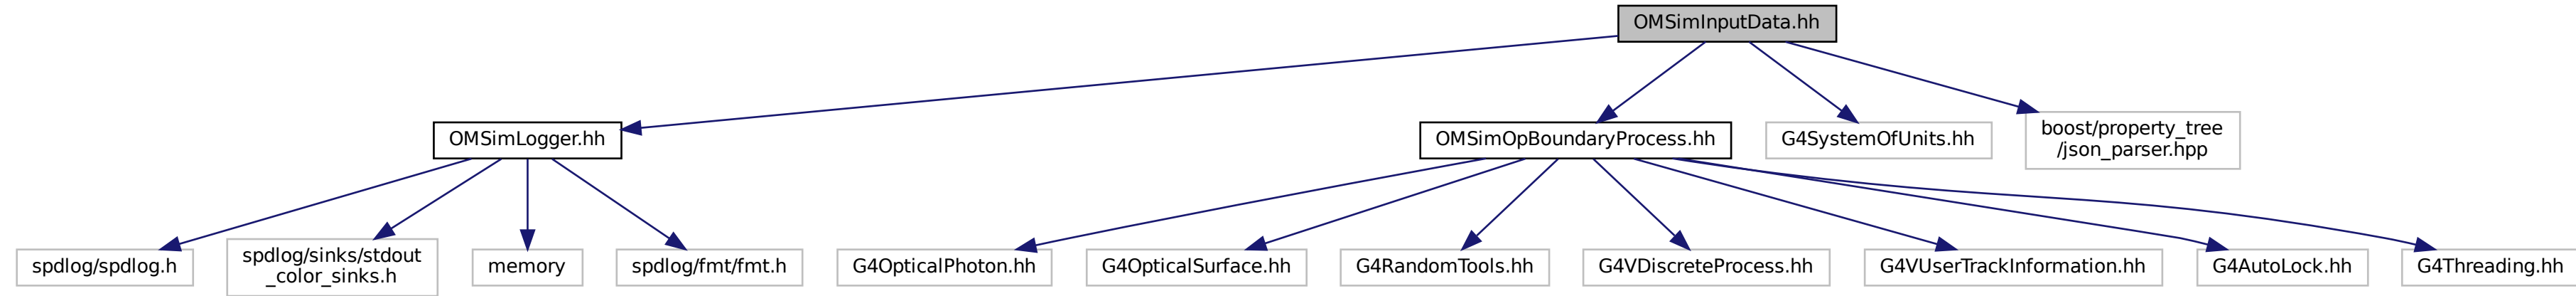 OMSimInputData.hh
OMSimLogger.hh
OMSimOpBoundaryProcess.hh
G4SystemOfUnits.hh
boost/property_tree
/json_parser.hpp
spdlog/spdlog.h
spdlog/sinks/stdout
_color_sinks.h
memory
spdlog/fmt/fmt.h
G4OpticalPhoton.hh
G4OpticalSurface.hh
G4RandomTools.hh
G4VDiscreteProcess.hh
G4VUserTrackInformation.hh
G4AutoLock.hh
G4Threading.hh